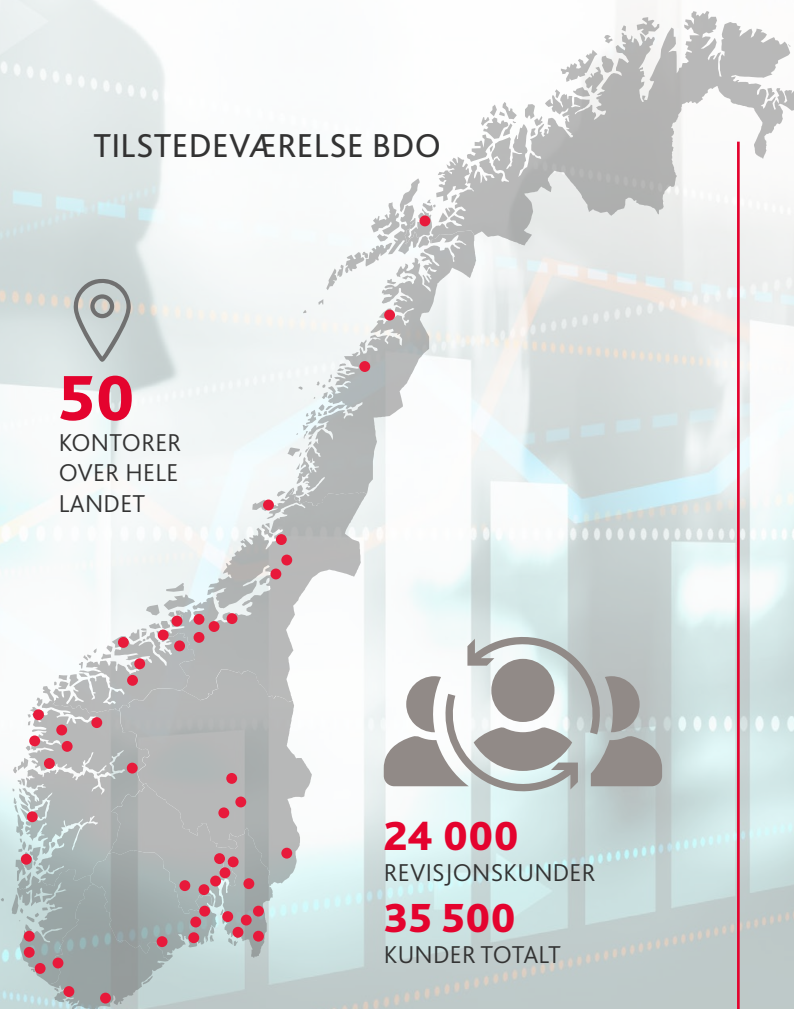 TILSTEDEVÆRELSE BDO
50
KONTORER
OVER HELE
LANDET
24 000
REVISJONSKUNDER
35 500
KUNDER TOTALT